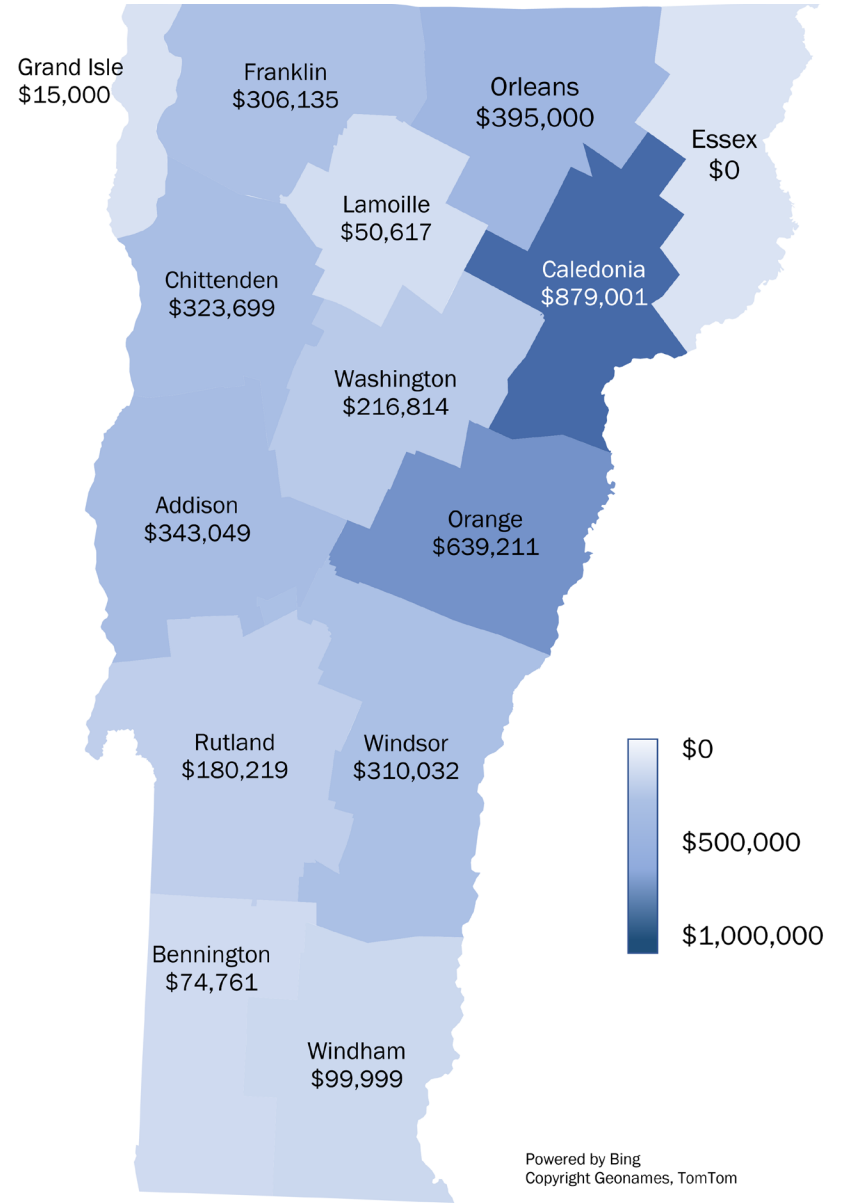 Grand Isle
$15,000
Franklin
$306,135
Orleans
$395,000
Essex
$0
Lamoille
$50,617
Chittenden
$323,699
Caledonia
$879,001
Washington
$216,814
Addison
$343,049
Orange
$639,211
Rutland
$180,219
Windsor
$310,032
$0
$500,000
$1,000,000
Bennington
$74,761
Windham
$99,999
Powered by Bing
Copyright Geonames, TomTom